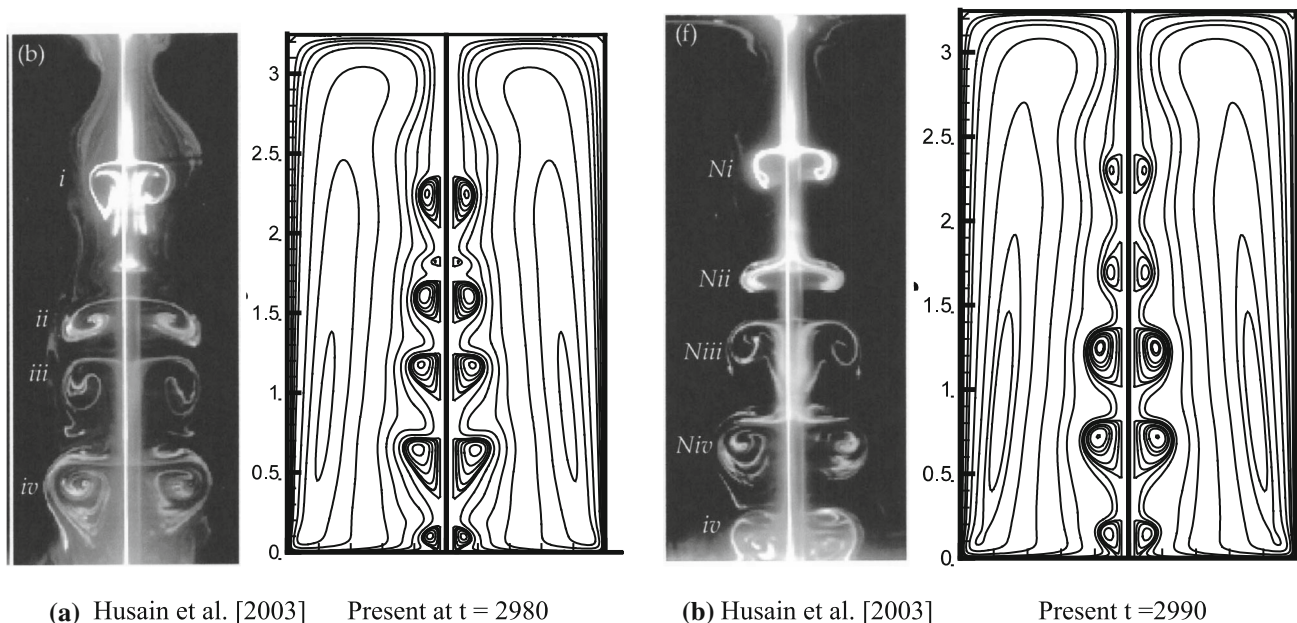 (b)
i
ii
iii
iv
3
2.5
2
1.5
1
0.5
0
(f)
Ni
Nii
Niii
Niv
iv
3
2.5
2
1.5
1
0.5
0
(a) Husain et al. [2003] Present at t = 2980
(b) Husain et al. [2003] Present t =2990